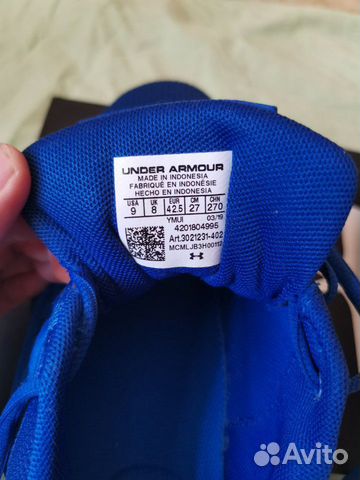 UNDER ARMOUR
MADE IN INDONESIA
FABRIQUÉ EN INDONÉSIE
HECHO EN INDONESIA
USA UK EUR CM CHN
9 8 42.5 27 270
YMUI 03/19
4201804995
Art.3021231-402
MCMLJB3H00112
Avito